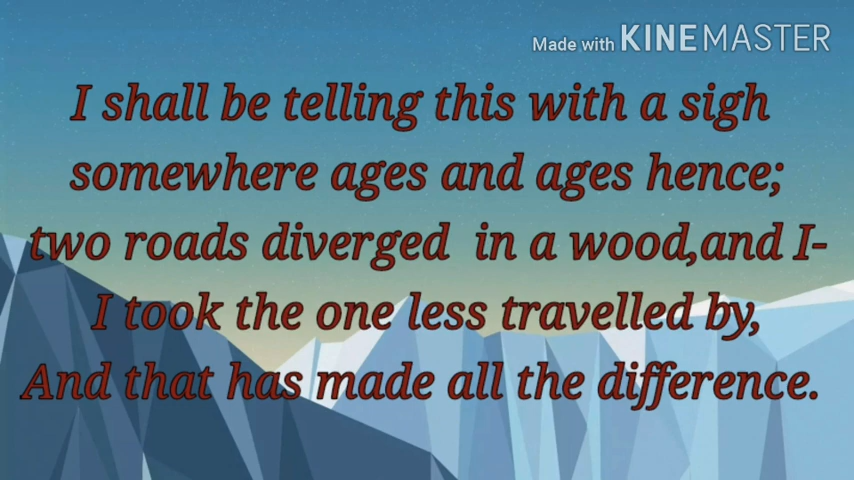 Made with KINEMASTER
I shall be telling this with a sigh
somewhere ages and ages hence;
two roads diverged in a wood,and I-
I took the one less travelled by,
And that has made all the difference.